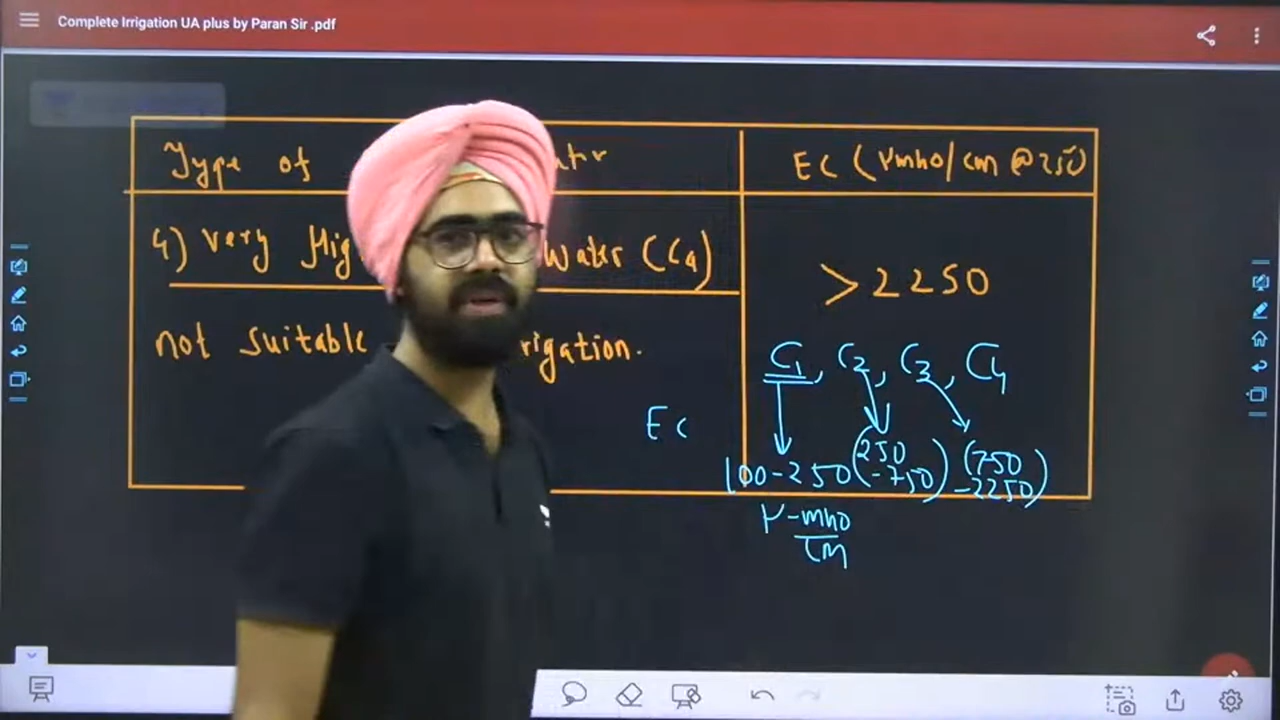 Complete Irrigation UA plus by Paran Sir .pdf
Type of
EC (μmho/cm @ 25°)
4) Very Hig Water (C4)
>2250
not suitable rigation.
C1, C2, C3, C4
EC
100-250 (250-750) (750-2250)
μ-mho
cm